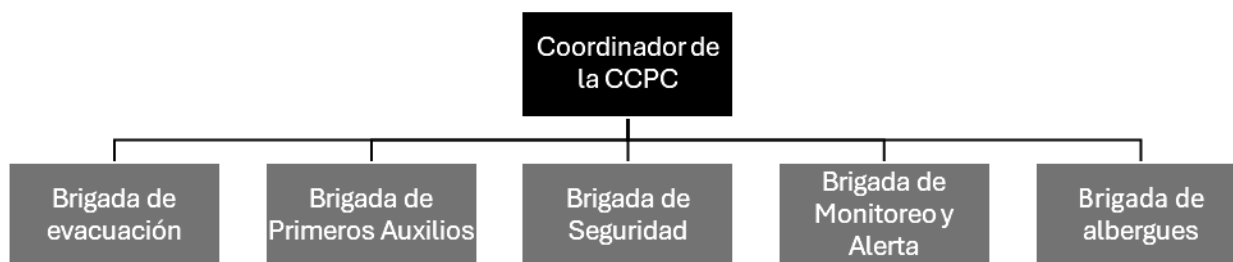 Coordinador de
la CCPC
Brigada de
evacuación
Brigada de
Primeros Auxilios
Brigada de
Seguridad
Brigada de
Monitoreo y
Alerta
Brigada de
albergues